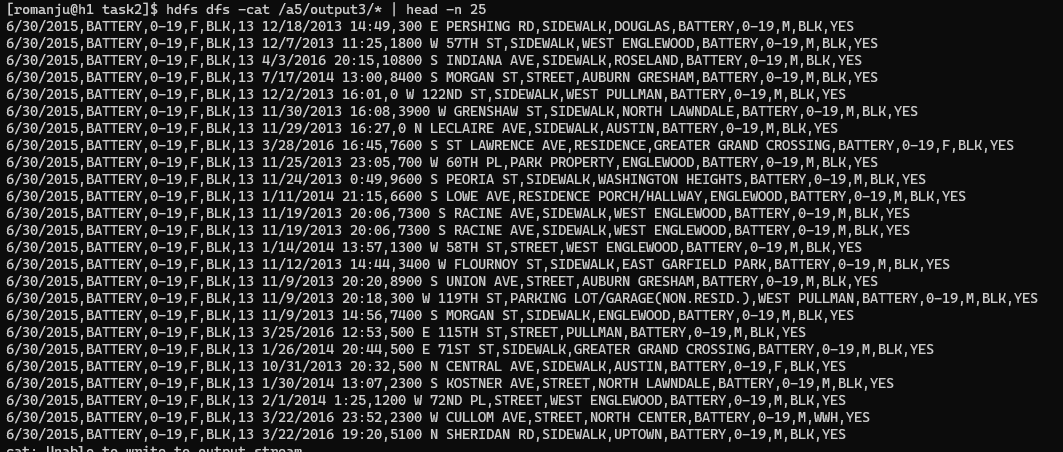 [romanju@h1 task2]$ hdfs dfs -cat /a5/output3/* | head -n 25
6/30/2015,BATTERY,0-19,F,BLK,13 12/18/2013 14:49,300 E PERSHING RD,SIDEWALK,DOUGLAS,BATTERY,0-19,M,BLK,YES
6/30/2015,BATTERY,0-19,F,BLK,13 12/7/2013 11:25,1800 W 57TH ST,SIDEWALK,WEST ENGLEWOOD,BATTERY,0-19,M,BLK,YES
6/30/2015,BATTERY,0-19,F,BLK,13 4/3/2016 20:15,10800 S INDIANA AVE,SIDEWALK,ROSELAND,BATTERY,0-19,M,BLK,YES
6/30/2015,BATTERY,0-19,F,BLK,13 7/17/2014 13:00,8400 S MORGAN ST,STREET,AUBURN GRESHAM,BATTERY,0-19,M,BLK,YES
6/30/2015,BATTERY,0-19,F,BLK,13 12/2/2013 16:01,0 W 122ND ST,SIDEWALK,WEST PULLMAN,BATTERY,0-19,M,BLK,YES
6/30/2015,BATTERY,0-19,F,BLK,13 11/30/2013 16:08,3900 W GRENSHAW ST,SIDEWALK,NORTH LAWNDALE,BATTERY,0-19,M,BLK,YES
6/30/2015,BATTERY,0-19,F,BLK,13 11/29/2013 16:27,0 N LECLAIRE AVE,SIDEWALK,AUSTIN,BATTERY,0-19,M,BLK,YES
6/30/2015,BATTERY,0-19,F,BLK,13 3/28/2016 16:45,7600 S ST LAWRENCE AVE,RESIDENCE,GREATER GRAND CROSSING,BATTERY,0-19,F,BLK,YES
6/30/2015,BATTERY,0-19,F,BLK,13 11/25/2013 23:05,700 W 60TH PL,PARK PROPERTY,ENGLEWOOD,BATTERY,0-19,M,BLK,YES
6/30/2015,BATTERY,0-19,F,BLK,13 11/24/2013 0:49,9600 S PEORIA ST,SIDEWALK,WASHINGTON HEIGHTS,BATTERY,0-19,M,BLK,YES
6/30/2015,BATTERY,0-19,F,BLK,13 1/11/2014 21:15,6600 S LOWE AVE,RESIDENCE PORCH/HALLWAY,ENGLEWOOD,BATTERY,0-19,M,BLK,YES
6/30/2015,BATTERY,0-19,F,BLK,13 11/19/2013 20:06,7300 S RACINE AVE,SIDEWALK,WEST ENGLEWOOD,BATTERY,0-19,M,BLK,YES
6/30/2015,BATTERY,0-19,F,BLK,13 11/19/2013 20:06,7300 S RACINE AVE,SIDEWALK,WEST ENGLEWOOD,BATTERY,0-19,M,BLK,YES
6/30/2015,BATTERY,0-19,F,BLK,13 1/14/2014 13:57,1300 W 58TH ST,STREET,WEST ENGLEWOOD,BATTERY,0-19,M,BLK,YES
6/30/2015,BATTERY,0-19,F,BLK,13 11/12/2013 14:44,3400 W FLOURNOY ST,SIDEWALK,EAST GARFIELD PARK,BATTERY,0-19,M,BLK,YES
6/30/2015,BATTERY,0-19,F,BLK,13 11/9/2013 20:20,8900 S UNION AVE,STREET,AUBURN GRESHAM,BATTERY,0-19,M,BLK,YES
6/30/2015,BATTERY,0-19,F,BLK,13 11/9/2013 20:18,300 W 119TH ST,PARKING LOT/GARAGE(NON.RESID.),WEST PULLMAN,BATTERY,0-19,M,BLK,YES
6/30/2015,BATTERY,0-19,F,BLK,13 11/9/2013 14:56,7400 S MORGAN ST,SIDEWALK,ENGLEWOOD,BATTERY,0-19,M,BLK,YES
6/30/2015,BATTERY,0-19,F,BLK,13 3/25/2016 12:53,500 E 115TH ST,STREET,PULLMAN,BATTERY,0-19,M,BLK,YES
6/30/2015,BATTERY,0-19,F,BLK,13 1/26/2014 20:44,500 E 71ST ST,SIDEWALK,GREATER GRAND CROSSING,BATTERY,0-19,M,BLK,YES
6/30/2015,BATTERY,0-19,F,BLK,13 10/31/2013 20:32,500 N CENTRAL AVE,SIDEWALK,AUSTIN,BATTERY,0-19,F,BLK,YES
6/30/2015,BATTERY,0-19,F,BLK,13 1/30/2014 13:07,2300 S KOSTNER AVE,STREET,NORTH LAWNDALE,BATTERY,0-19,M,BLK,YES
6/30/2015,BATTERY,0-19,F,BLK,13 2/1/2014 1:25,1200 W 72ND PL,STREET,WEST ENGLEWOOD,BATTERY,0-19,M,BLK,YES
6/30/2015,BATTERY,0-19,F,BLK,13 3/22/2016 23:52,2300 W CULLOM AVE,STREET,NORTH CENTER,BATTERY,0-19,M,WWH,YES
6/30/2015,BATTERY,0-19,F,BLK,13 3/22/2016 19:20,5100 N SHERIDAN RD,SIDEWALK,UPTOWN,BATTERY,0-19,M,BLK,YES
cat: Unable to write to output stream